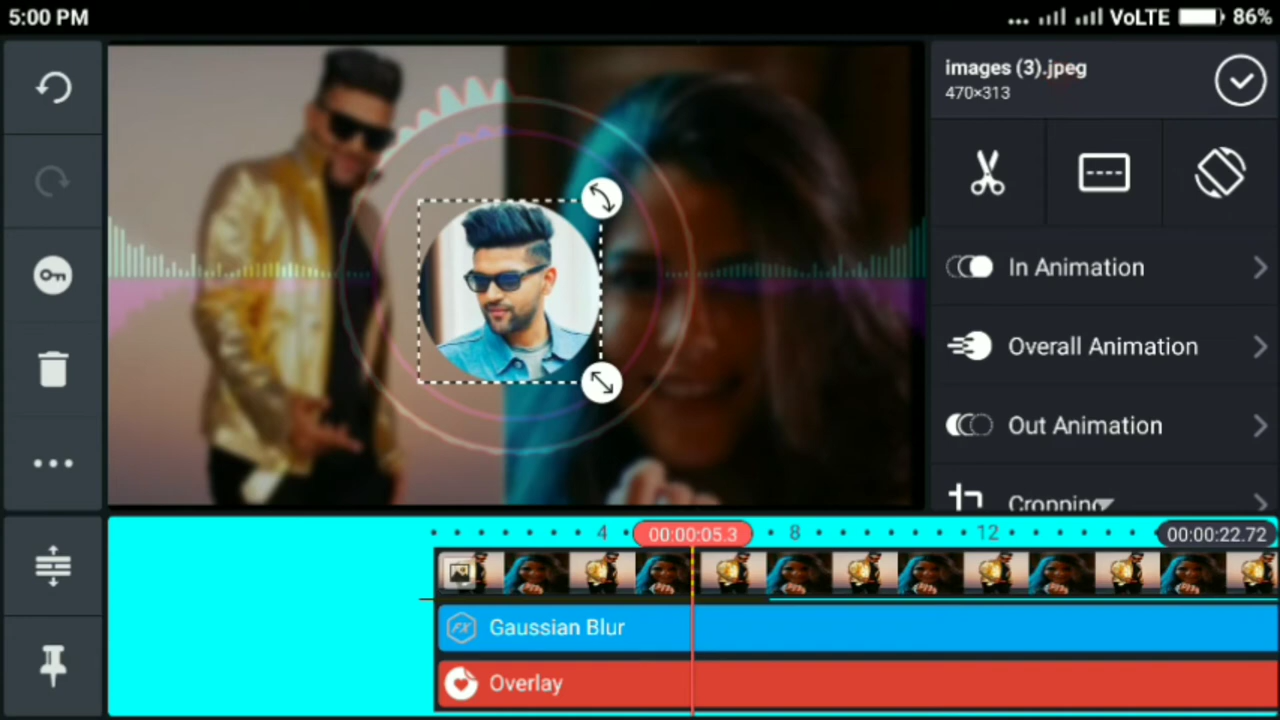 5:00 PM
VoLTE 86%
images (3).jpeg
470×313
In Animation
Overall Animation
Out Animation
Cropping
4
00:00:05.3
8
12
00:00:22.72
FX Gaussian Blur
Overlay